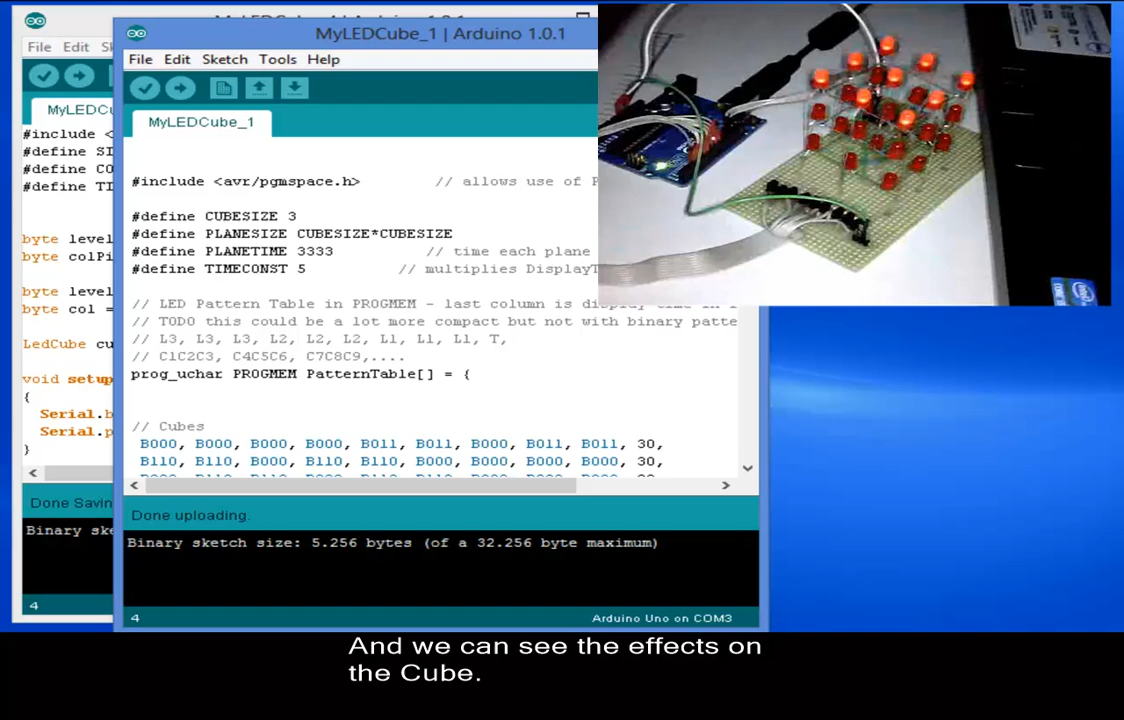 MyLEDCube_1 | Arduino 1.0.1
File Edit
File Edit Sketch Tools Help
MyLEDCube_1
#include <
#define SI
#define CO
#define TI
byte level
byte colPi
byte level
byte col =
LedCube cu
void setup
{
Serial.b
Serial.p
}
Done Savin
Binary ske
4
#include <avr/pgmspace.h> // allows use of P
#define CUBESIZE 3
#define PLANESIZE CUBESIZE*CUBESIZE
#define PLANETIME 3333 // time each plane
#define TIMECONST 5 // multiplies DisplayT
// LED Pattern Table in PROGMEM - last column is display time in
// TODO this could be a lot more compact but not with binary patte
// L3, L3, L3, L2, L2, L2, L1, L1, L1, T,
// C1C2C3, C4C5C6, C7C8C9,....
prog_uchar PROGMEM PatternTable[] = {
// Cubes
B000, B000, B000, B000, B011, B011, B000, B011, B011, 30,
B110, B110, B000, B110, B110, B000, B000, B000, B000, 30,
Done uploading.
Binary sketch size: 5.256 bytes (of a 32.256 byte maximum)
4
Arduino Uno on COM3
And we can see the effects on
the Cube.